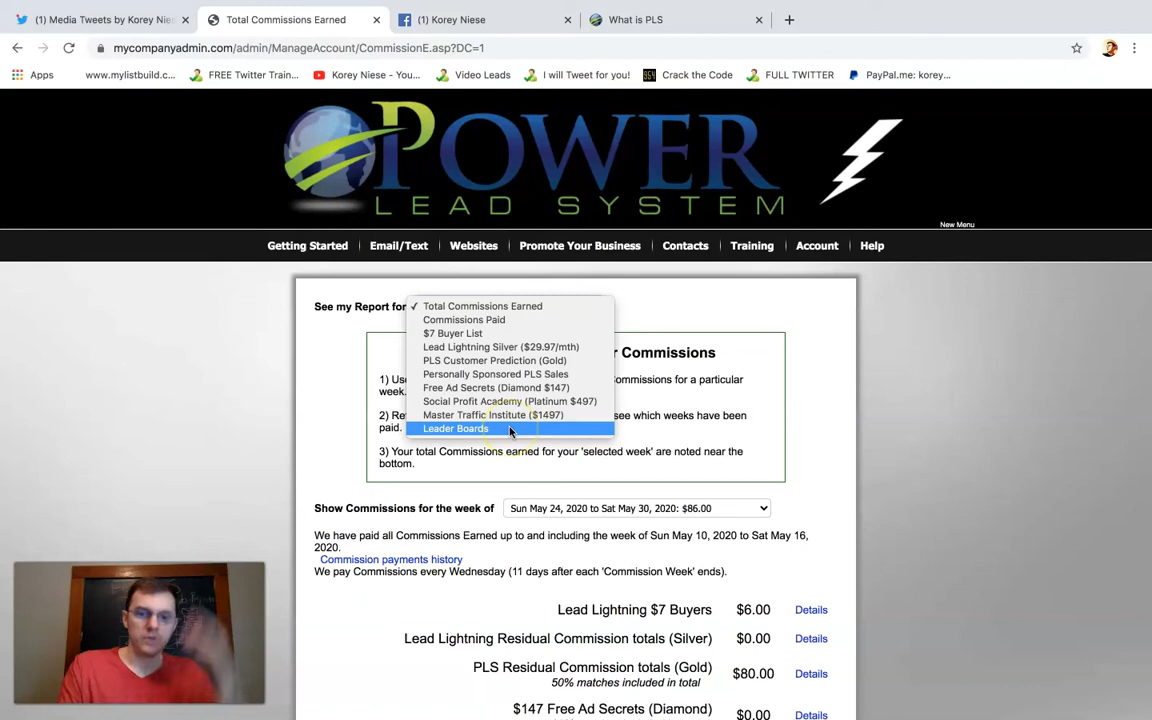 (1) Media Tweets by Korey Nies
Total Commissions Earned
(1) Korey Niese
What is PLS
mycompanyadmin.com/admin/ManageAccount/CommissionE.asp?DC=1
Apps
www.mylistbuild.c...
FREE Twitter Train...
Korey Niese - You...
Video Leads
I will Tweet for you!
Crack the Code
FULL TWITTER
PayPal.me: korey...
POWER
LEAD SYSTEM
New Menu
Getting Started
Email/Text
Websites
Promote Your Business
Contacts
Training
Account
Help
See my Report for
✓ Total Commissions Earned
Commissions Paid
$7 Buyer List
Lead Lightning Silver ($29.97/mth)
PLS Customer Prediction (Gold)
Personally Sponsored PLS Sales
Free Ad Secrets (Diamond $147)
Social Profit Academy (Platinum $497)
Master Traffic Institute ($1497)
Leader Boards
Commissions
1) Us
Commissions for a particular
week.
2) Re
see which weeks have been
paid.
3) Your total Commissions earned for your 'selected week' are noted near the
bottom.
Show Commissions for the week of
Sun May 24, 2020 to Sat May 30, 2020: $86.00
We have paid all Commissions Earned up to and including the week of Sun May 10, 2020 to Sat May 16,
2020.
Commission payments history
We pay Commissions every Wednesday (11 days after each 'Commission Week' ends).
Lead Lightning $7 Buyers $6.00 Details
Lead Lightning Residual Commission totals (Silver) $0.00 Details
PLS Residual Commission totals (Gold) $80.00 Details
50% matches included in total
$147 Free Ad Secrets (Diamond) $0.00 Details